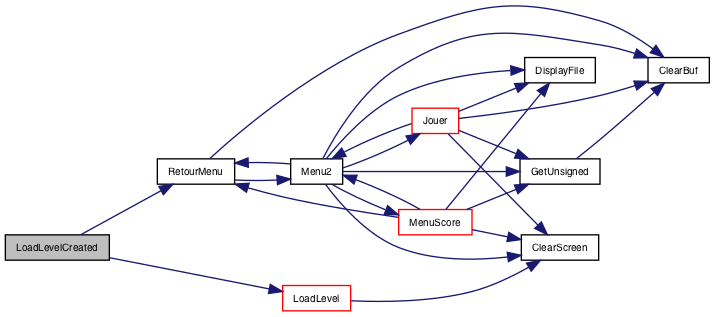 DisplayFile
ClearBuf
Jouer
RetourMenu
Menu2
GetUnsigned
MenuScore
LoadLevelCreated
ClearScreen
LoadLevel